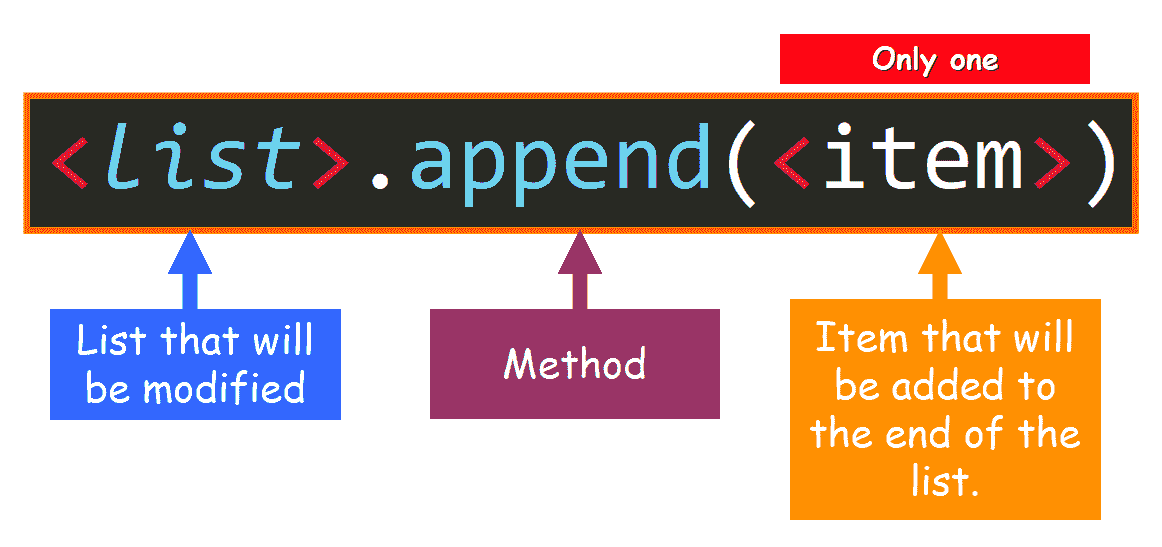 Only one
<list>.append(<item>)
List that will
be modified
Method
Item that will
be added to
the end of the
list.